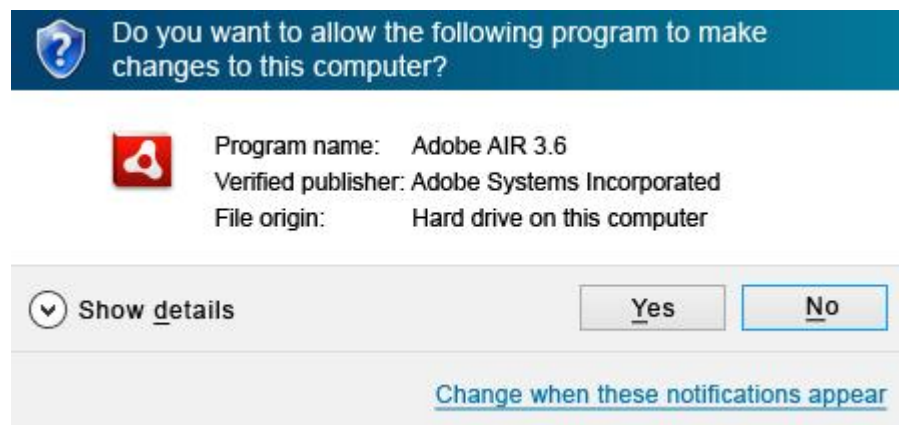 Do you want to allow the following program to make
changes to this computer?
Program name: Adobe AIR 3.6
Verified publisher: Adobe Systems Incorporated
File origin: Hard drive on this computer
Show details
Yes
No
Change when these notifications appear